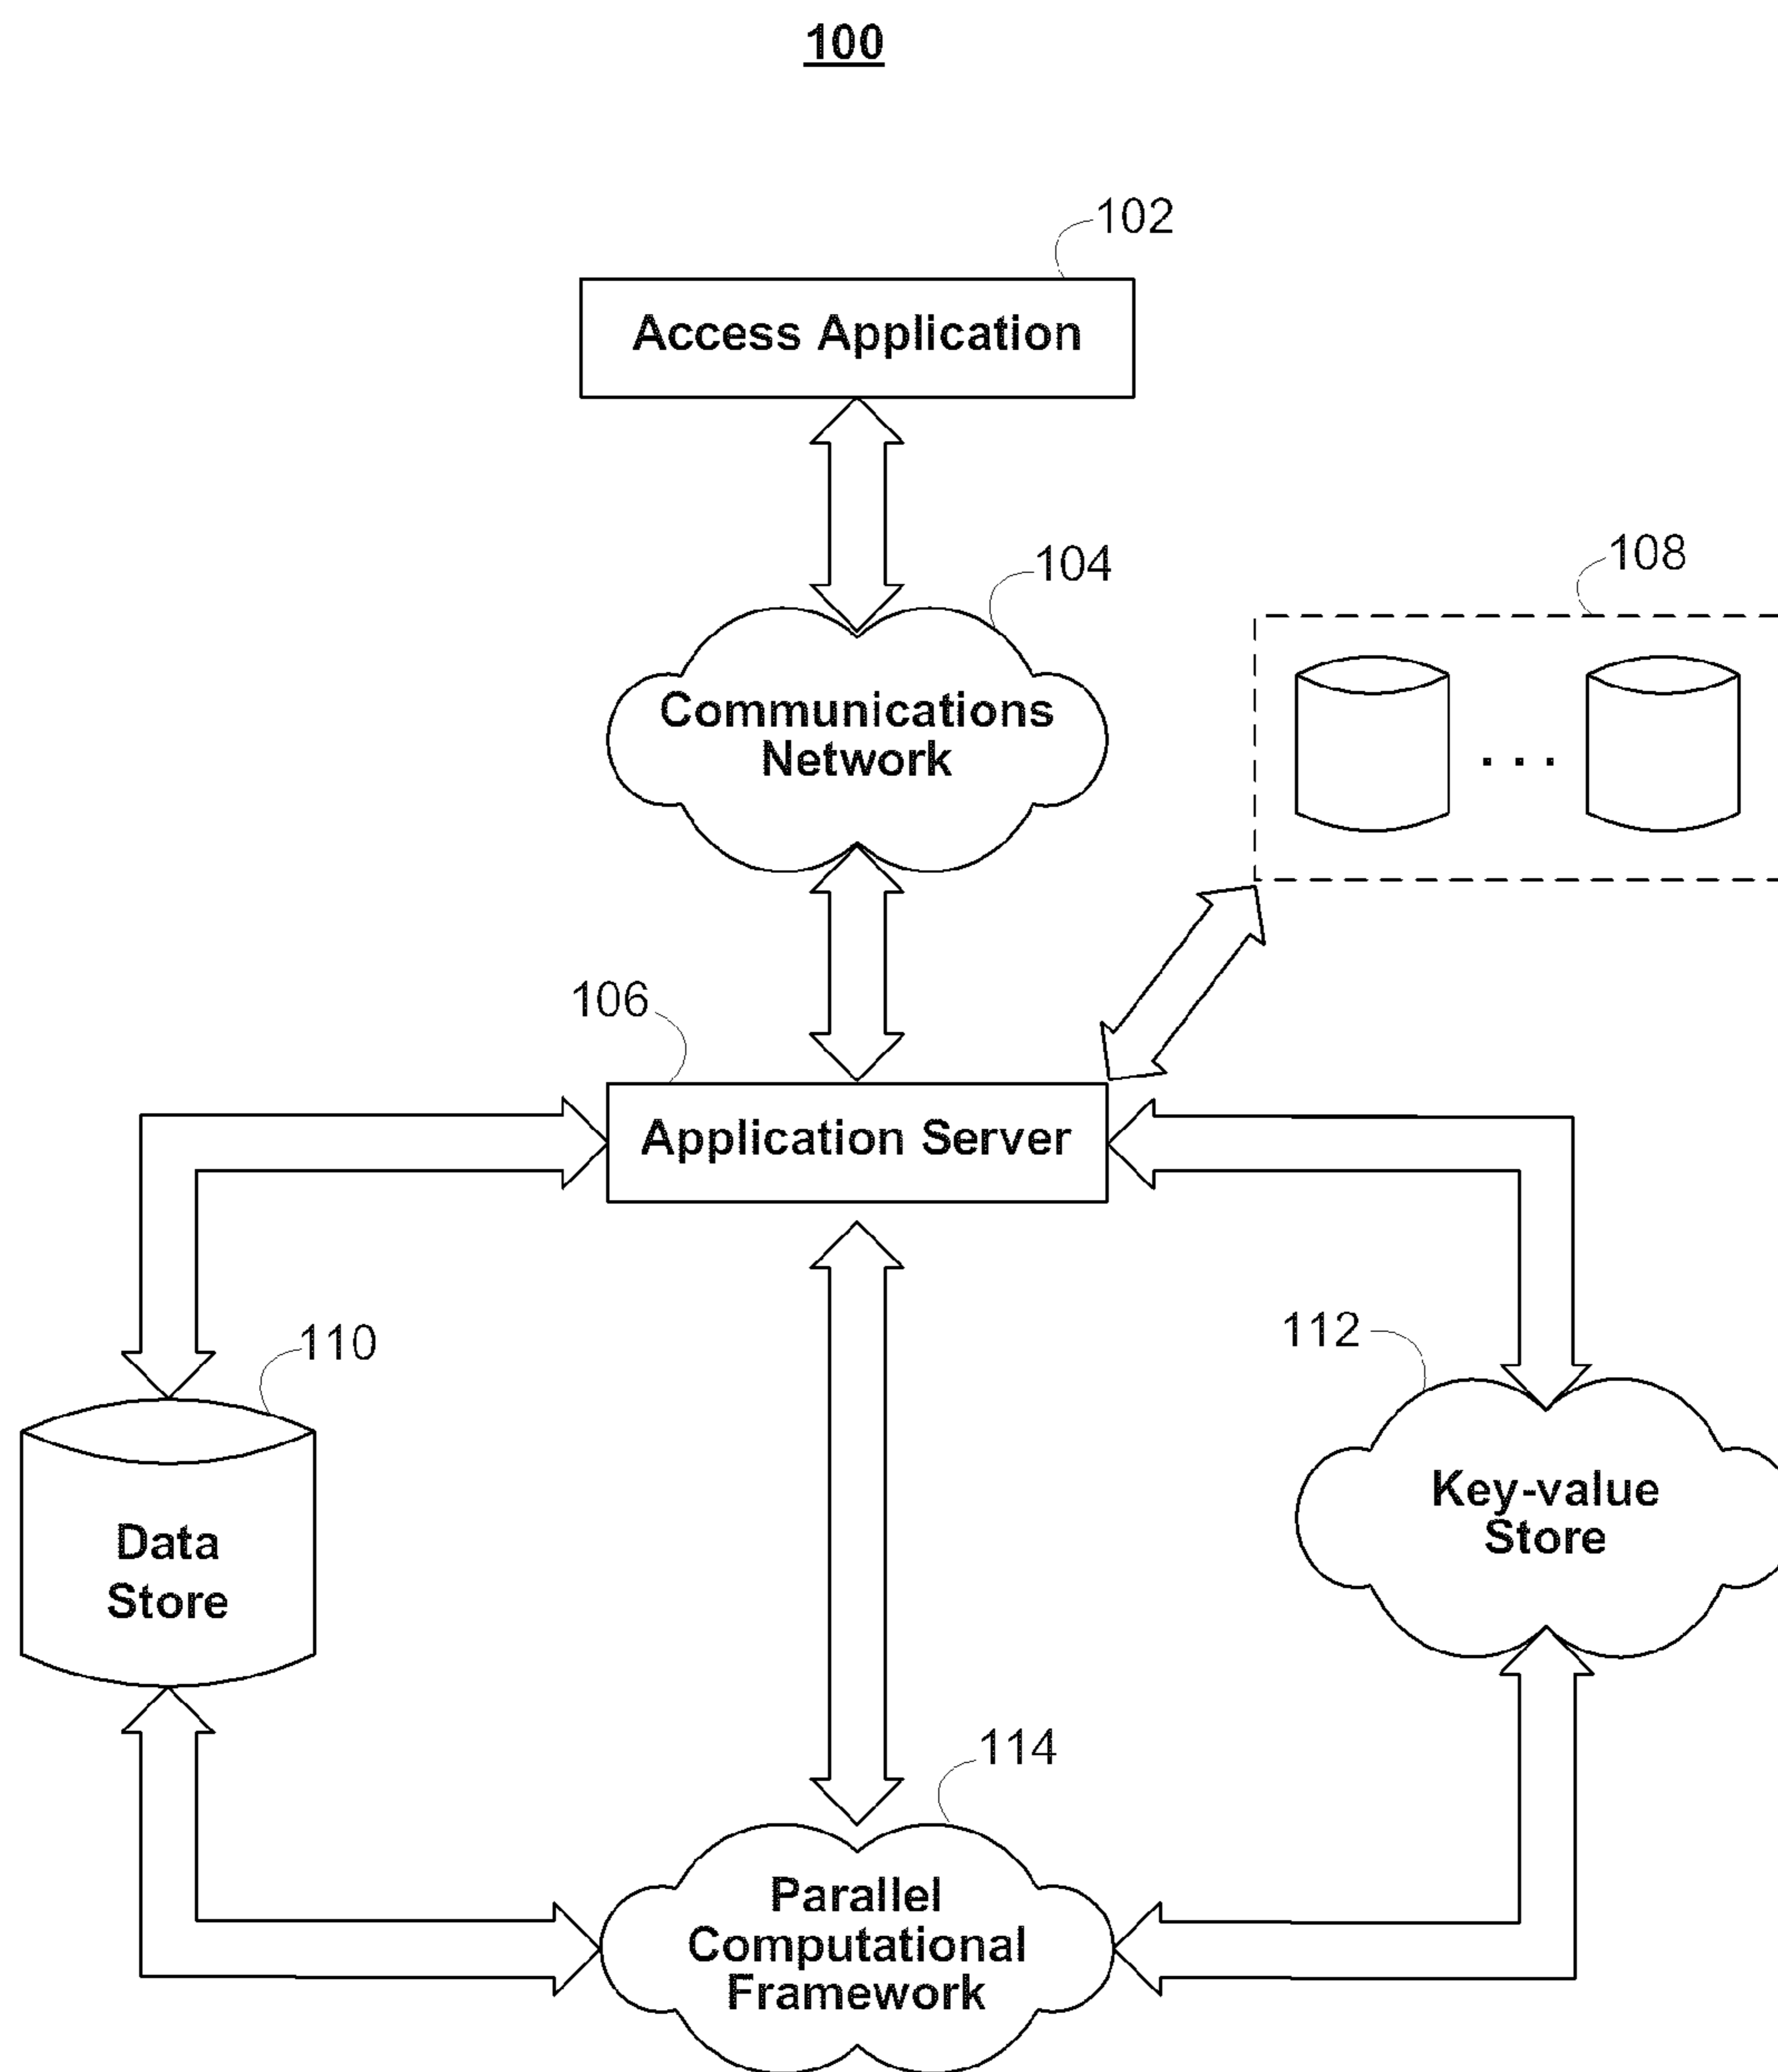 100
102
Access Application
104
108
Communications
Network
. . .
106
Application Server
110
112
Data
Store
Key-value
Store
114
Parallel
Computational
Framework